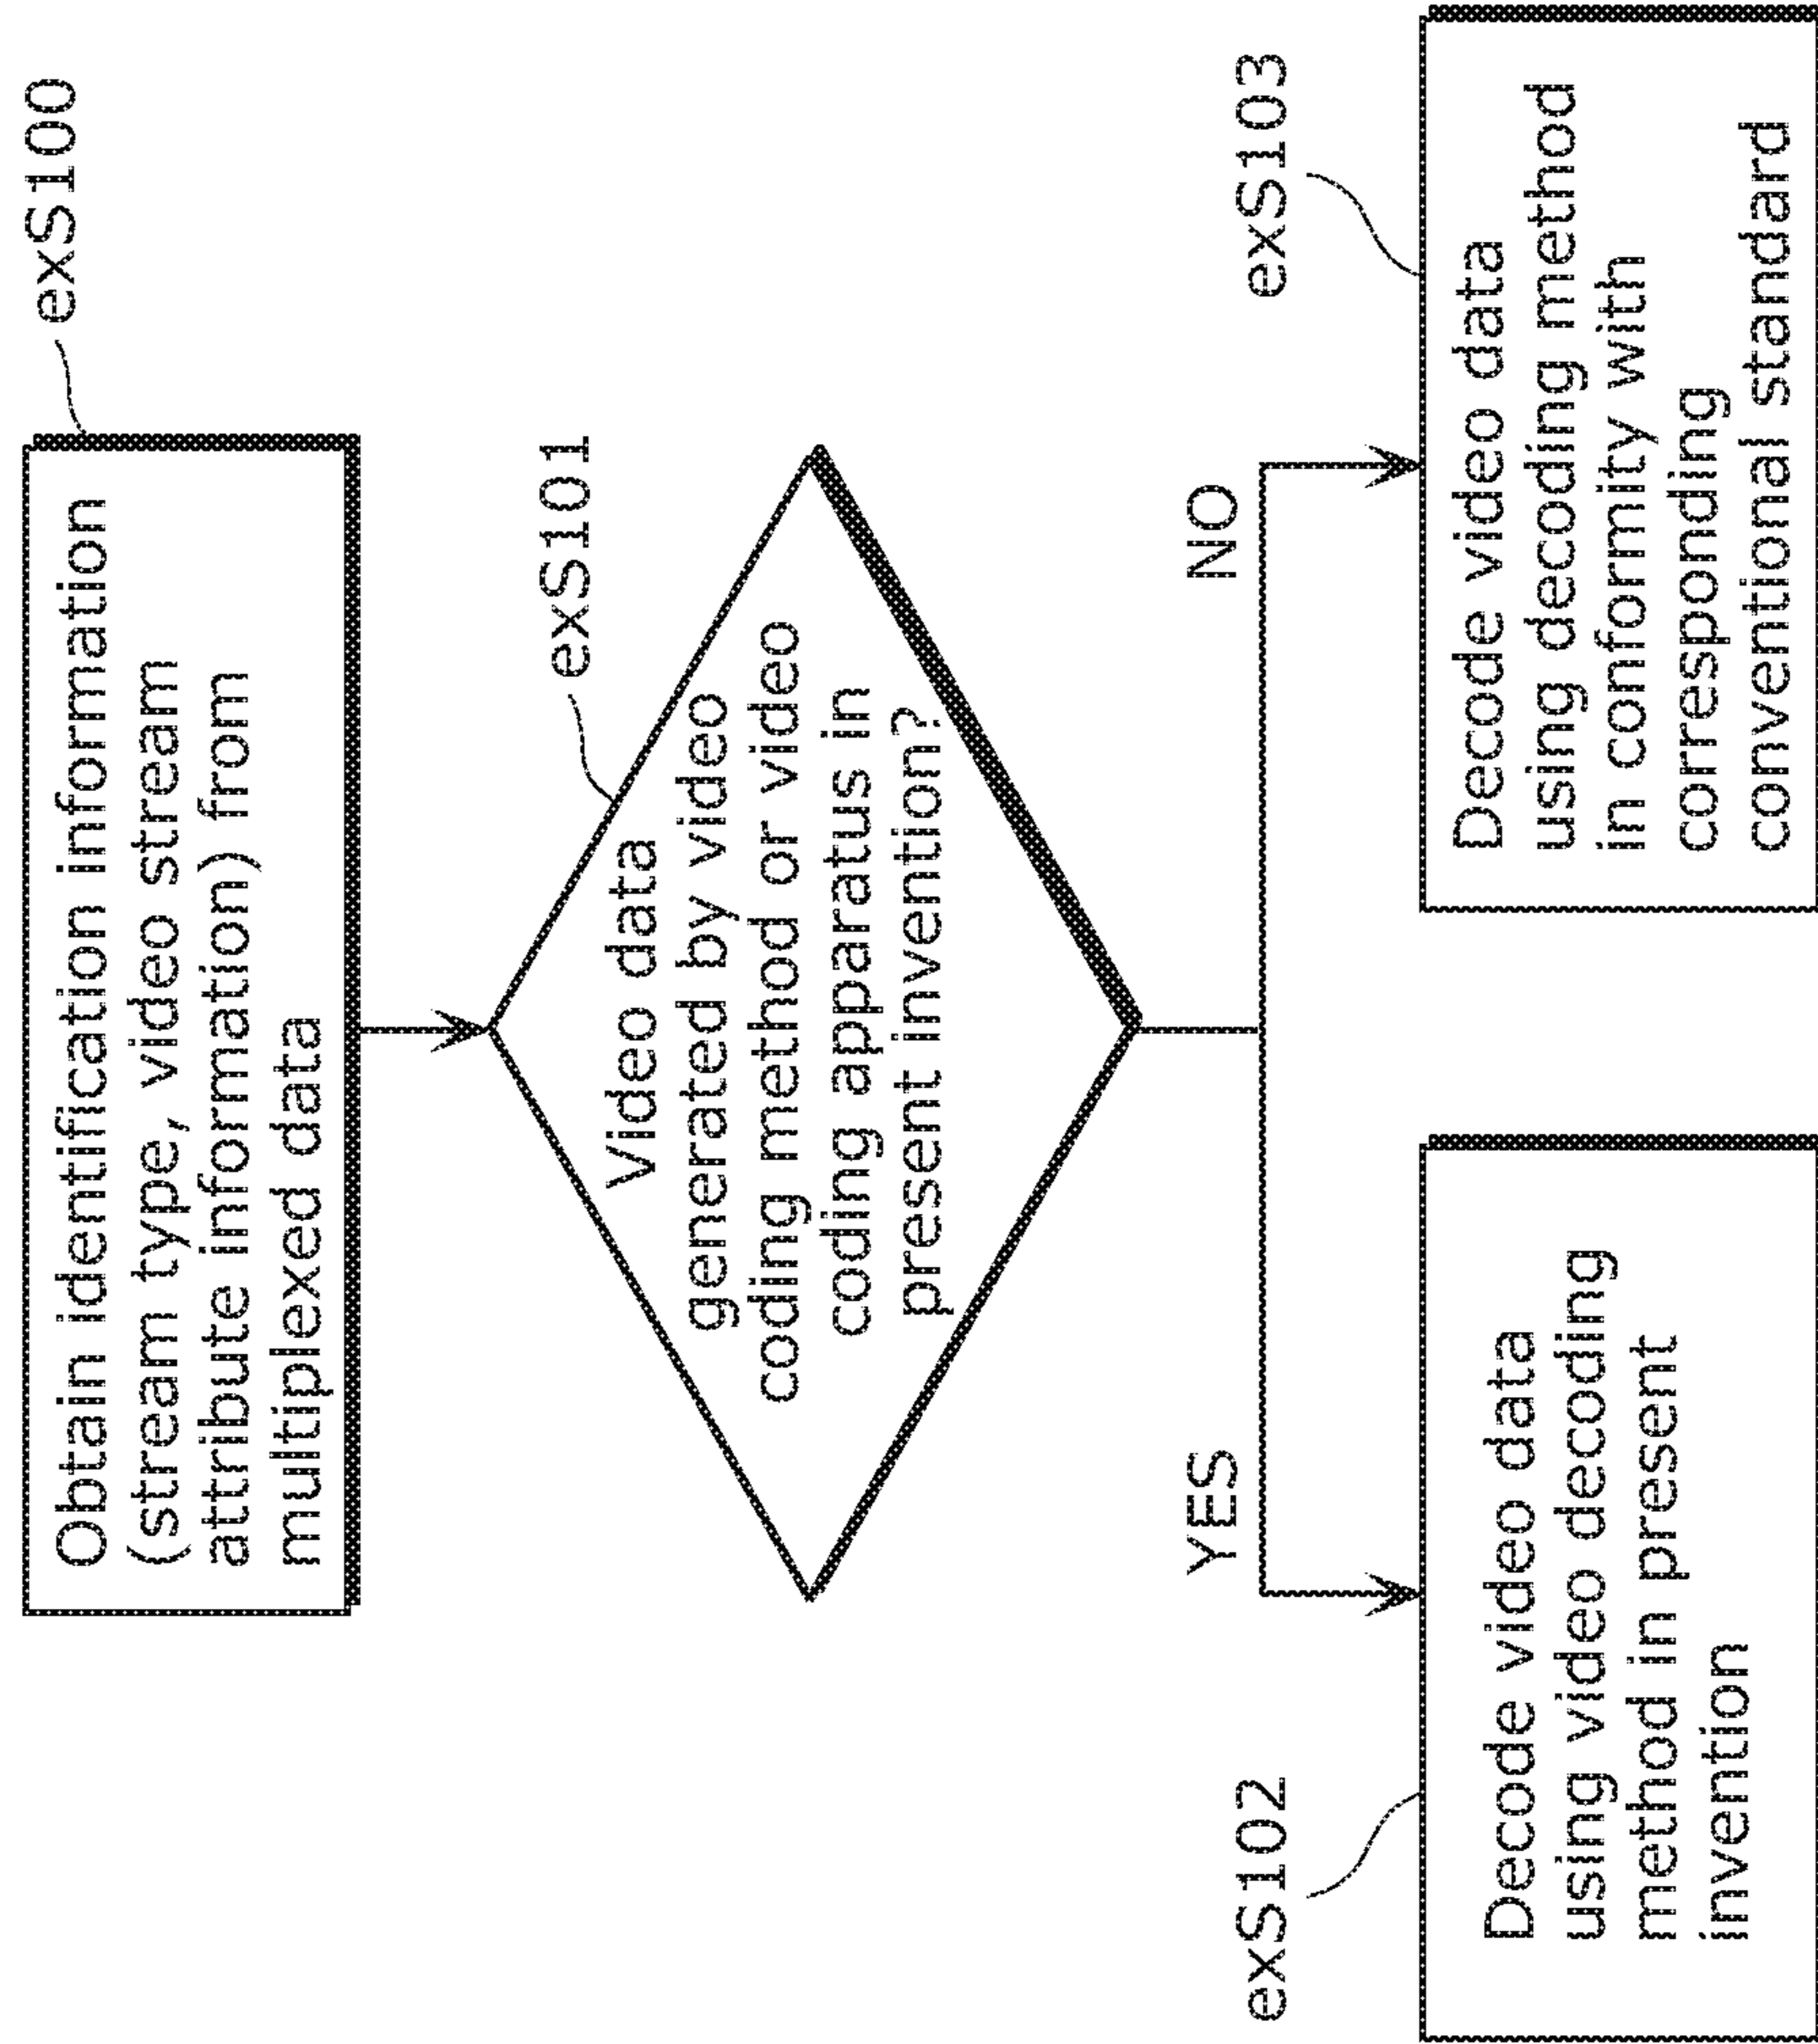 exS100
Obtain identification information
(stream type, video stream
attribute information) from
multiplexed data
exS101
Video data
generated by video
coding method or video
coding apparatus in
present invention?
YES
NO
exS102
Decode video data
using video decoding
method in present
invention
exS103
Decode video data
using decoding method
in conformity with
corresponding
conventional standard